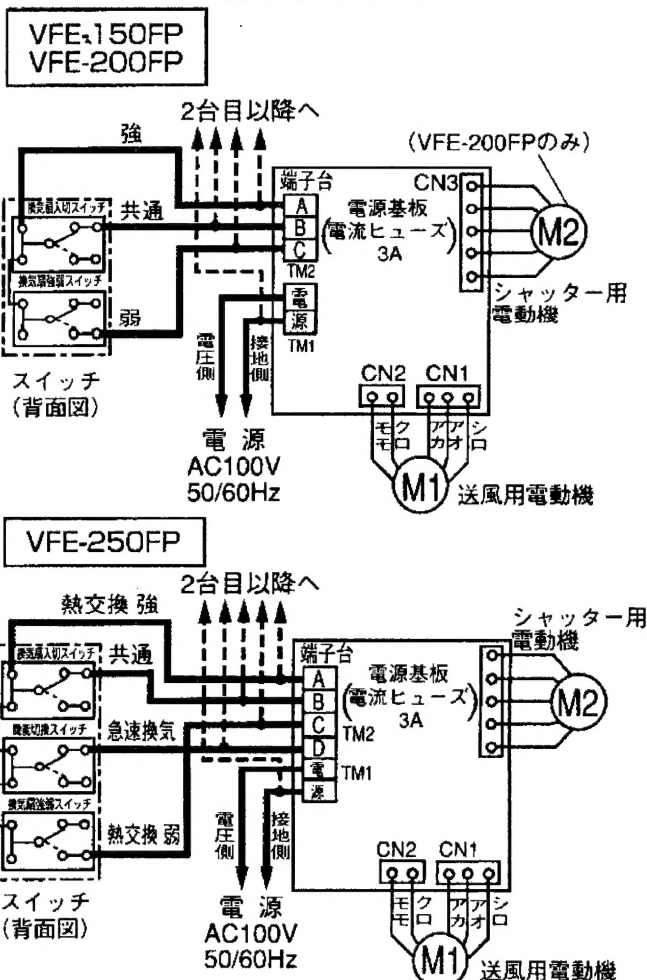 VFE-150FP
VFE-200FP
2台目以降へ
強
(VFE-200FPのみ)
端子台
CN3
換気扇入切スイッチ
共通
A
B
C
電源基板
(電流ヒューズ)
3A
M2
TM2
換気扇強弱スイッチ
弱
電
源
TM1
シャッター用
電動機
電圧側
接地側
スイッチ
(背面図)
CN2
CN1
モモ
クロ
アカ
アオ
シロ
電源
AC100V
50/60Hz
M1
送風用電動機
VFE-250FP
2台目以降へ
熱交換 強
シャッター用
電動機
換気扇入切スイッチ
共通
端子台
A
B
C
D
電
源
電源基板
(電流ヒューズ)
3A
M2
TM2
TM1
急速換気
換気扇強弱スイッチ
熱交換 弱
電圧側
接地側
スイッチ
(背面図)
CN2
CN1
モモ
クロ
アカ
アオ
シロ
電源
AC100V
50/60Hz
M1
送風用電動機